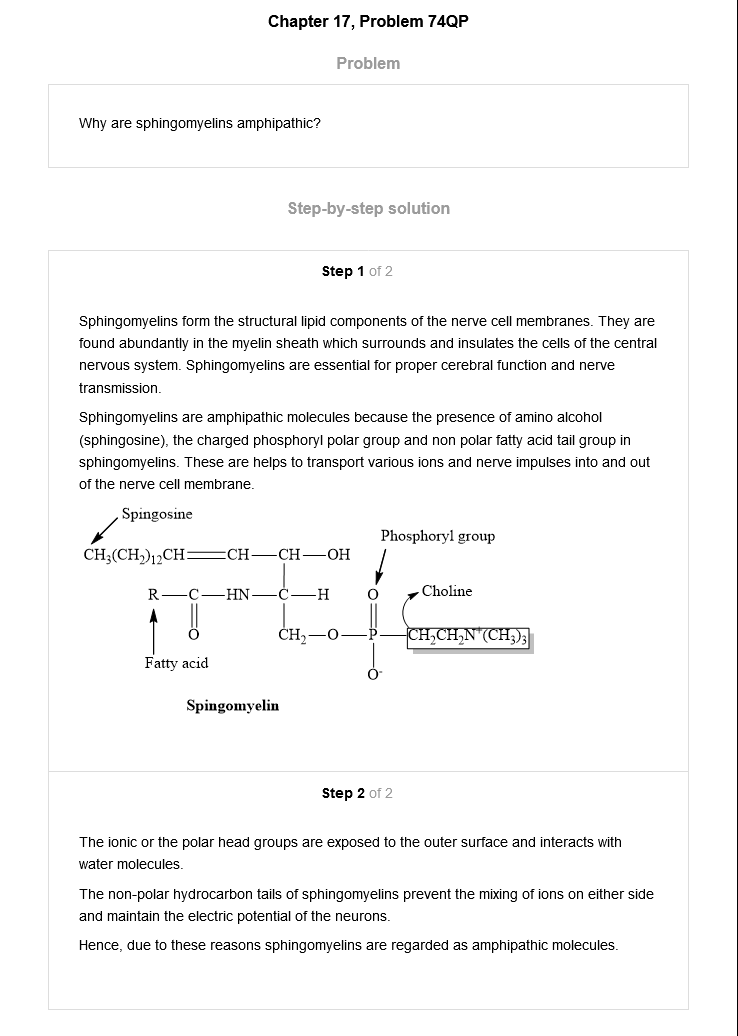 Chapter 17, Problem 74QP
Problem
Why are sphingomyelins amphipathic?
Step-by-step solution
Step 1 of 2
Sphingomyelins form the structural lipid components of the nerve cell membranes. They are
found abundantly in the myelin sheath which surrounds and insulates the cells of the central
nervous system. Sphingomyelins are essential for proper cerebral function and nerve
transmission.
Sphingomyelins are amphipathic molecules because the presence of amino alcohol
(sphingosine), the charged phosphoryl polar group and non polar fatty acid tail group in
sphingomyelins. These are helps to transport various ions and nerve impulses into and out
of the nerve cell membrane.
Spingosine
Phosphoryl group
CH₃(CH₂)₁₂CH=CH—CH—OH
R—C—HN—C—H O Choline
O CH₂—O—P—CH₂CH₂N⁺(CH₃)₃
Fatty acid O⁻
Spingomyelin
Step 2 of 2
The ionic or the polar head groups are exposed to the outer surface and interacts with
water molecules.
The non-polar hydrocarbon tails of sphingomyelins prevent the mixing of ions on either side
and maintain the electric potential of the neurons.
Hence, due to these reasons sphingomyelins are regarded as amphipathic molecules.